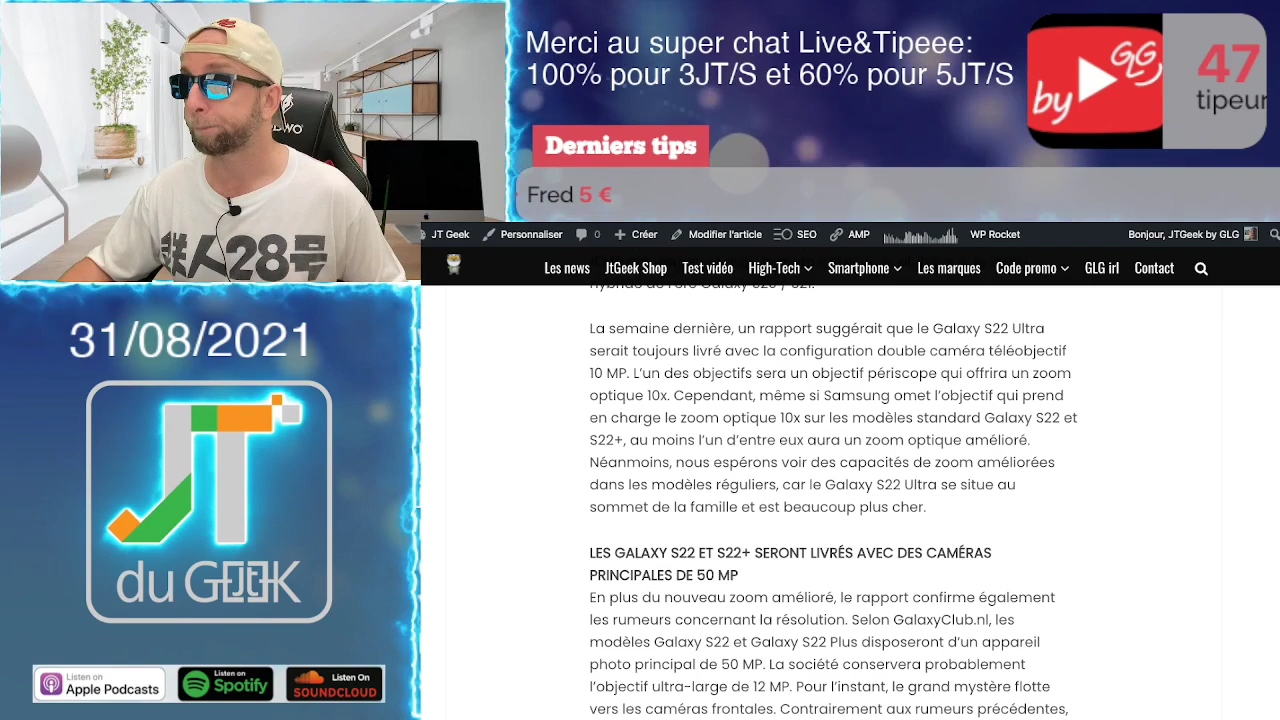 Merci au super chat Live&Tipeee:
100% pour 3JT/S et 60% pour 5JT/S
by GLG
47
tipeur
Derniers tips
Fred 5 €
JT Geek Personnaliser 0 Créer Modifier l'article SEO AMP WP Rocket Bonjour, JTGeek by GLG
Les news JtGeek Shop Test vidéo High-Tech Smartphone Les marques Code promo GLG irl Contact
hybride de l'ère Galaxy S20 / S21.
La semaine dernière, un rapport suggérait que le Galaxy S22 Ultra
serait toujours livré avec la configuration double caméra téléobjectif
10 MP. L'un des objectifs sera un objectif périscope qui offrira un zoom
optique 10x. Cependant, même si Samsung omet l'objectif qui prend
en charge le zoom optique 10x sur les modèles standard Galaxy S22 et
S22+, au moins l'un d'entre eux aura un zoom optique amélioré.
Néanmoins, nous espérons voir des capacités de zoom améliorées
dans les modèles réguliers, car le Galaxy S22 Ultra se situe au
sommet de la famille et est beaucoup plus cher.
LES GALAXY S22 ET S22+ SERONT LIVRÉS AVEC DES CAMÉRAS
PRINCIPALES DE 50 MP
En plus du nouveau zoom amélioré, le rapport confirme également
les rumeurs concernant la résolution. Selon GalaxyClub.nl, les
modèles Galaxy S22 et Galaxy S22 Plus disposeront d'un appareil
photo principal de 50 MP. La société conservera probablement
l'objectif ultra-large de 12 MP. Pour l'instant, le grand mystère flotte
vers les caméras frontales. Contrairement aux rumeurs précédentes,
人28号
31/08/2021
JT
du GEEK
Listen on
Apple Podcasts
Listen on
Spotify
Listen On
SOUNDCLOUD